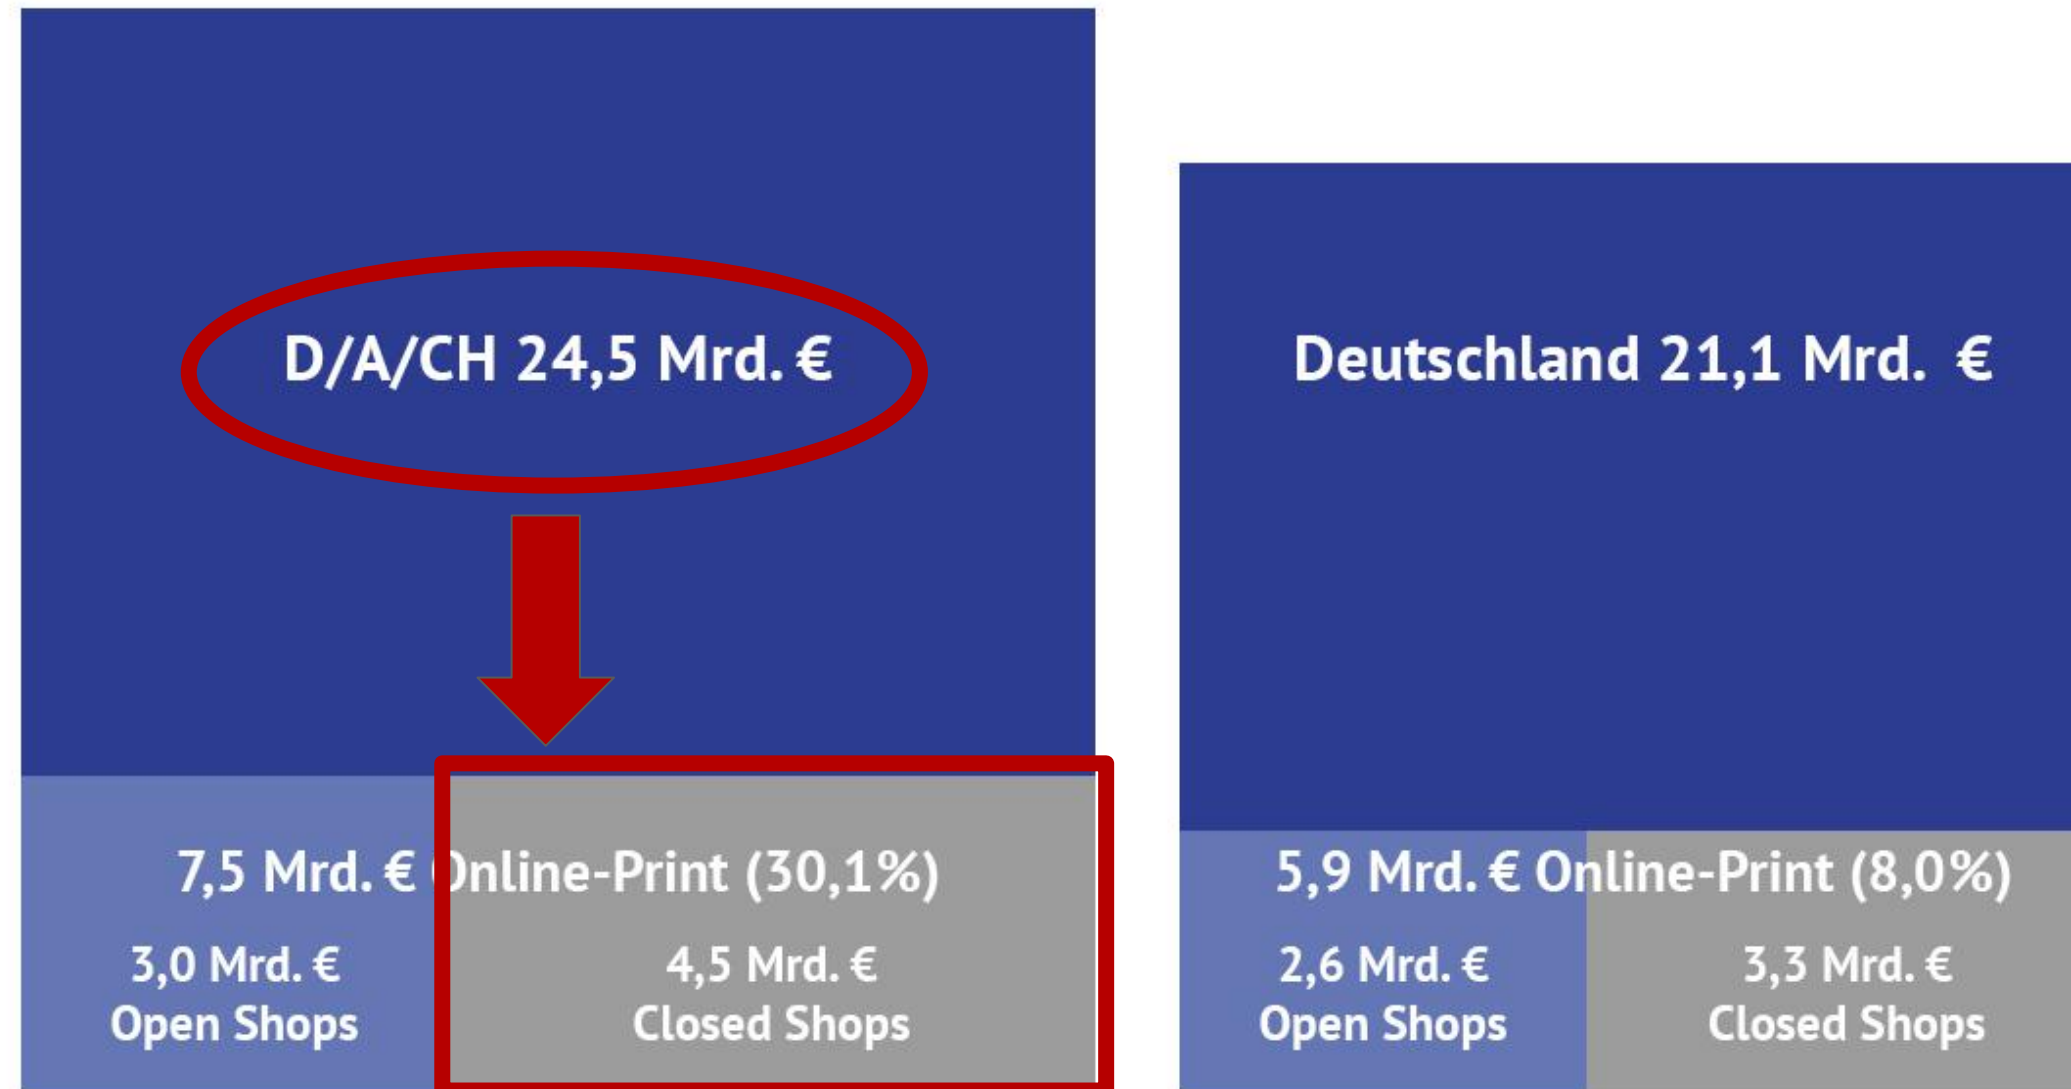 D/A/CH 24,5 Mrd. €
7,5 Mrd. € Online-Print (30,1%)
3,0 Mrd. €
Open Shops
4,5 Mrd. €
Closed Shops
Deutschland 21,1 Mrd. €
5,9 Mrd. € Online-Print (8,0%)
2,6 Mrd. €
Open Shops
3,3 Mrd. €
Closed Shops